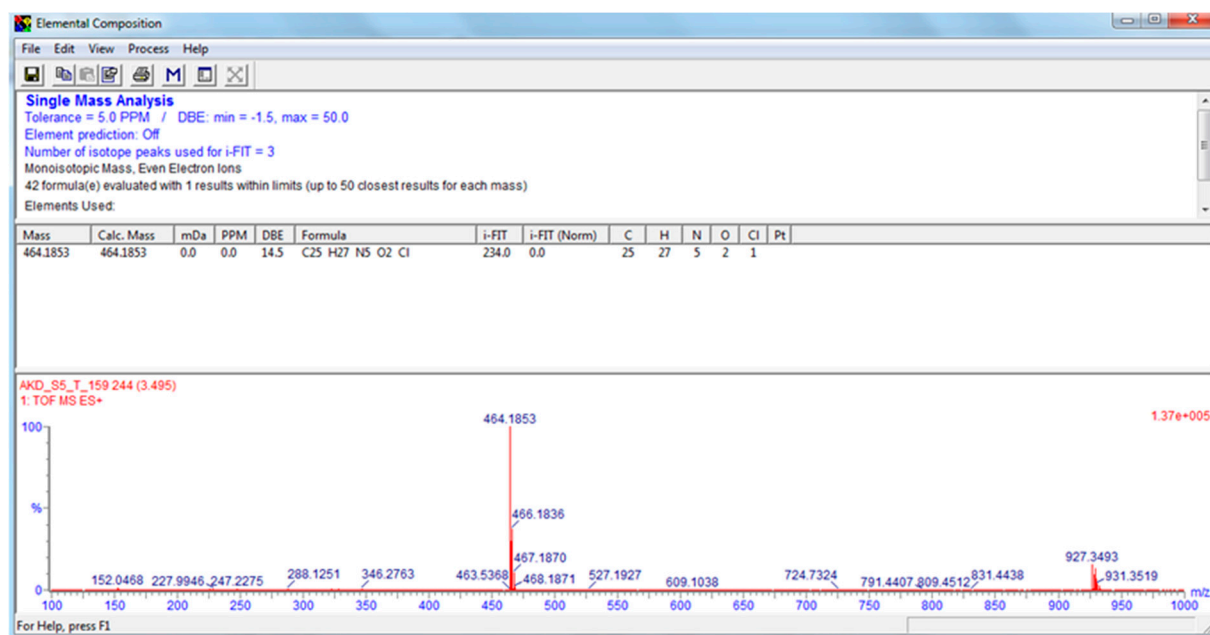 Elemental Composition
File Edit View Process Help
M
Single Mass Analysis
Tolerance = 5.0 PPM / DBE: min = -1.5, max = 50.0
Element prediction: Off
Number of isotope peaks used for i-FIT = 3
Monoisotopic Mass, Even Electron Ions
42 formula(e) evaluated with 1 results within limits (up to 50 closest results for each mass)
Elements Used:
Mass Calc. Mass mDa PPM DBE Formula i-FIT i-FIT (Norm) C H N O Cl Pt
464.1853 464.1853 0.0 0.0 14.5 C25 H27 N5 O2 Cl 234.0 0.0 25 27 5 2 1
AKD_S5_T_159 244 (3.495)
1: TOF MS ES+
1.37e+005
100
%
0
464.1853
466.1836
467.1870
468.1871
463.5368
152.0468
227.9946
247.2275
288.1251
346.2763
527.1927
609.1038
724.7324
791.4407
809.4512
831.4438
927.3493
931.3519
m/z
100 150 200 250 300 350 400 450 500 550 600 650 700 750 800 850 900 950 1000
For Help, press F1